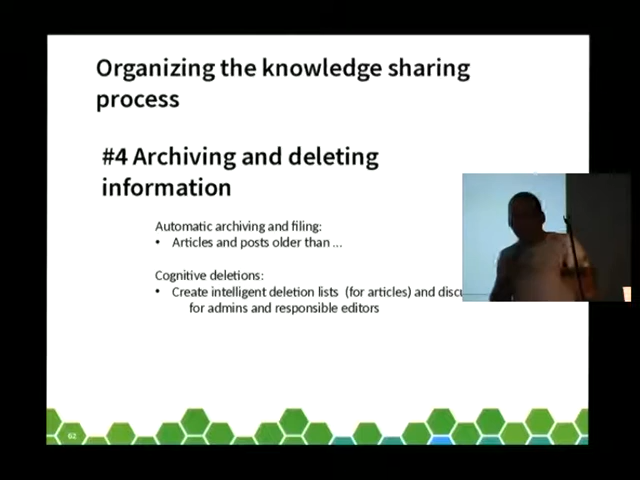 Organizing the knowledge sharing
process
#4 Archiving and deleting
information
Automatic archiving and filing:
• Articles and posts older than ...
Cognitive deletions:
• Create intelligent deletion lists (for articles) and
for admins and responsible editors
62